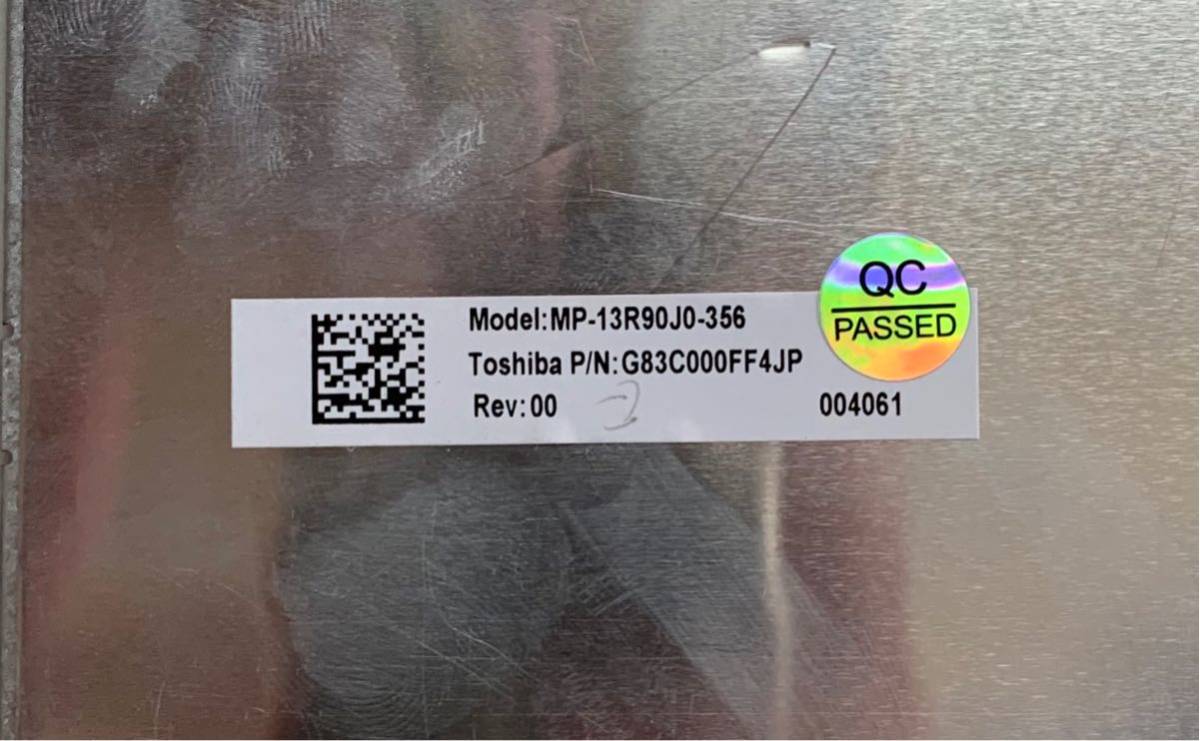 Model:MP-13R90J0-356
Toshiba P/N:G83C000FF4JP
Rev:00
004061
QC
PASSED